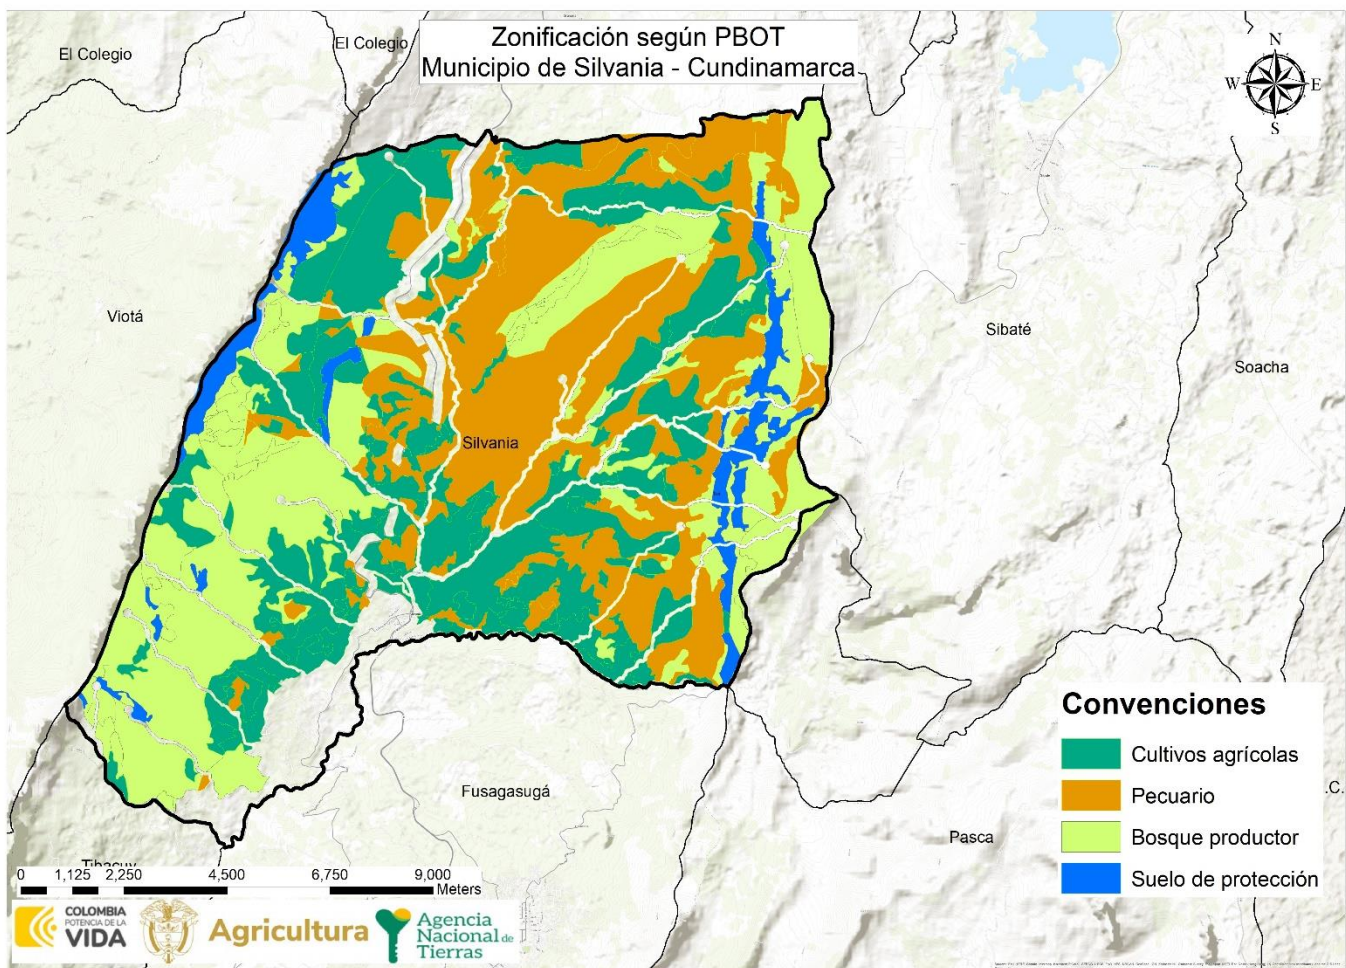 Zonificación según PBOT
Municipio de Silvania - Cundinamarca
El Colegio
El Colegio
N
W
E
S
Viotá
Sibaté
Soacha
Silvania
Convenciones
Cultivos agrícolas
Pecuario
Bosque productor
Suelo de protección
.C.
Fusagasugá
Pasca
Tibacuy
0 1,125 2,250 4,500 6,750 9,000
Meters
COLOMBIA
POTENCIA DE LA
VIDA
Agricultura
Agencia
Nacional de
Tierras